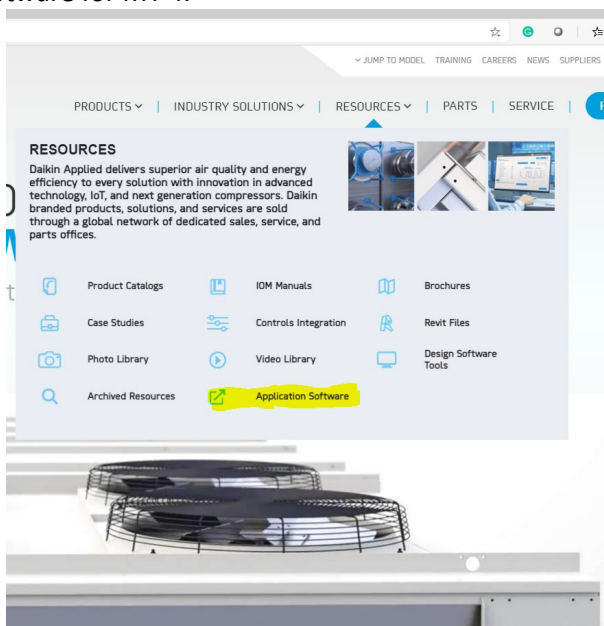 JUMP TO MODEL TRAINING CAREERS NEWS SUPPLIERS
PRODUCTS | INDUSTRY SOLUTIONS | RESOURCES | PARTS | SERVICE |
RESOURCES
Daikin Applied delivers superior air quality and energy
efficiency to every solution with innovation in advanced
technology, IoT, and next generation compressors. Daikin
branded products, solutions, and services are sold
through a global network of dedicated sales, service, and
parts offices.
Product Catalogs IOM Manuals Brochures
Case Studies Controls Integration Revit Files
Photo Library Video Library Design Software
Tools
Archived Resources Application Software